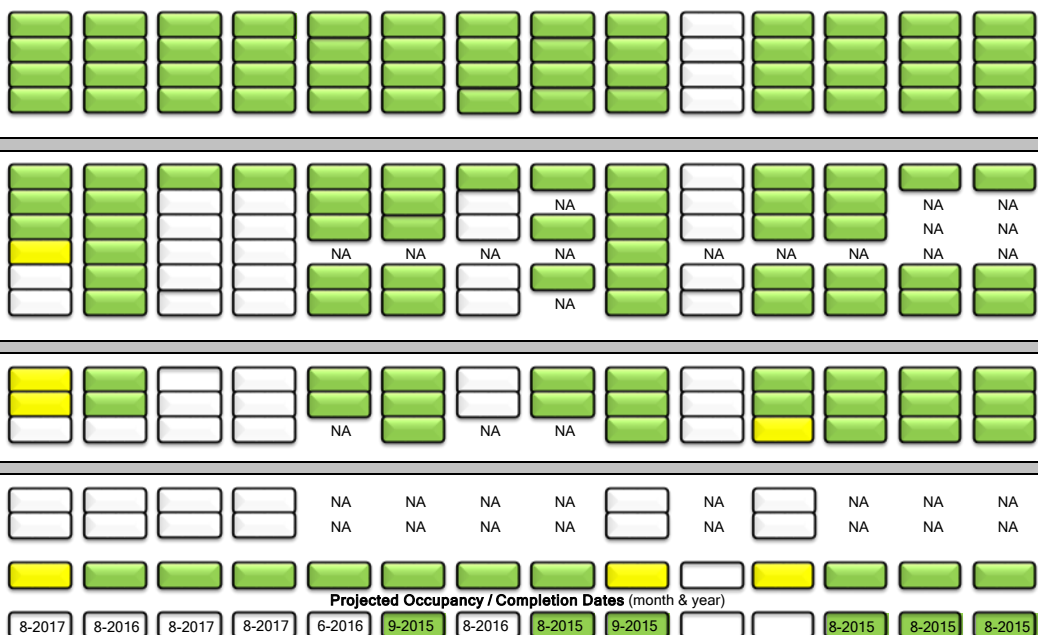 NA NA NA
NA NA
NA NA NA NA NA NA NA NA NA
NA
NA NA NA
NA NA NA NA NA NA NA NA
NA NA NA NA NA NA NA NA
Projected Occupancy / Completion Dates (month & year)
8-2017 8-2016 8-2017 8-2017 6-2016 9-2015 8-2016 8-2015 9-2015 8-2015 8-2015 8-2015